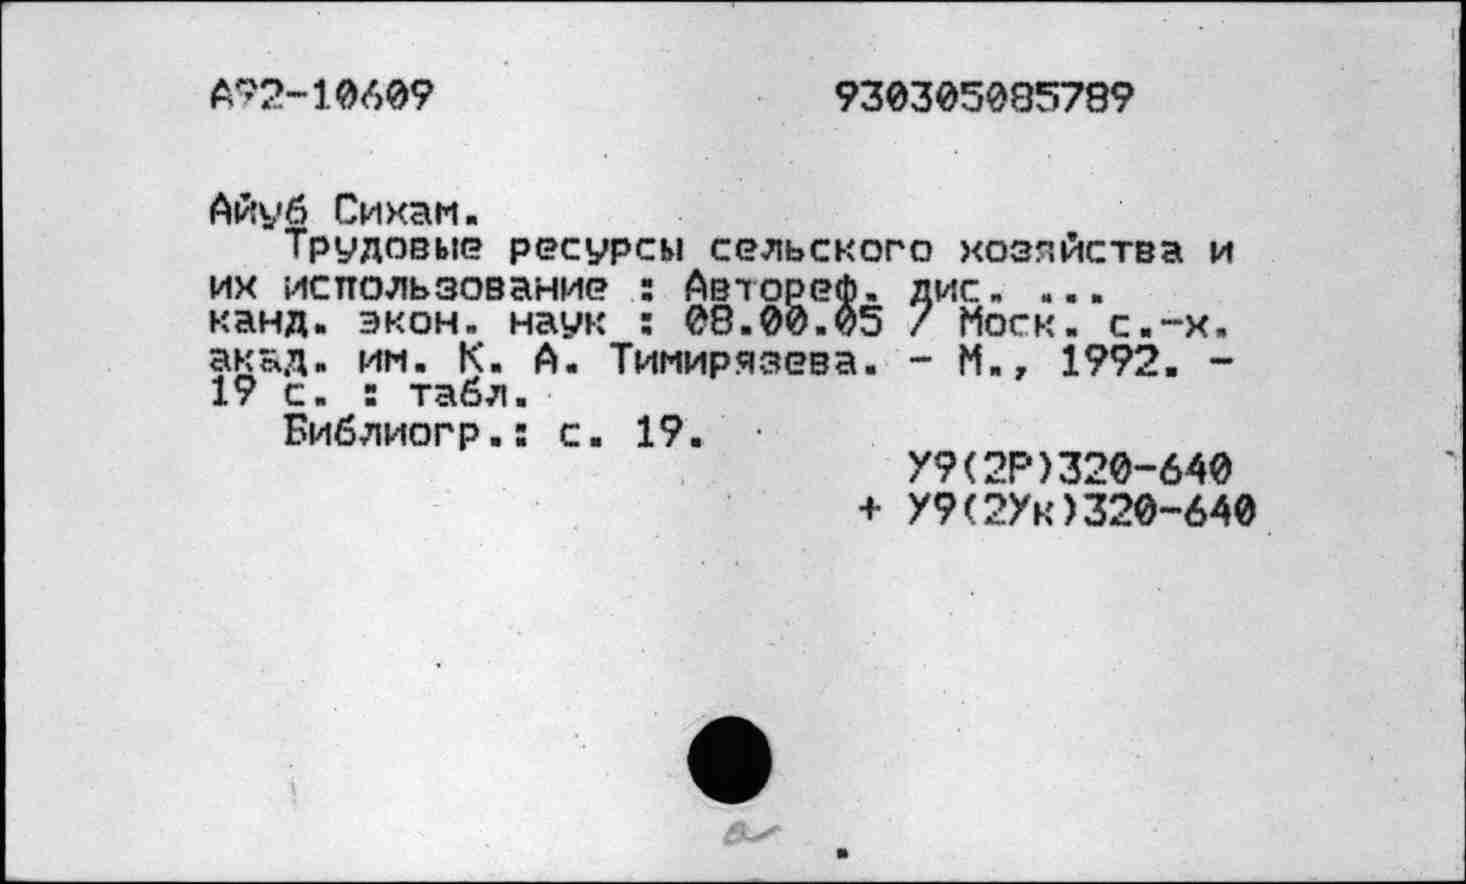 А92-10609 930305085789
Айуб Сихам.
Трудовые ресурсы сельского хозяйства и
их использование : Автореф. дис. ...
канд. экон. наук : 08.00.05 / Моск. с.-х.
акад. им. К. А. Тимирязева. - М., 1992. -
19 с. : табл.
Библиогр.: с. 19.
У9(2Р)320-640
+ У9(2Ук)320-640